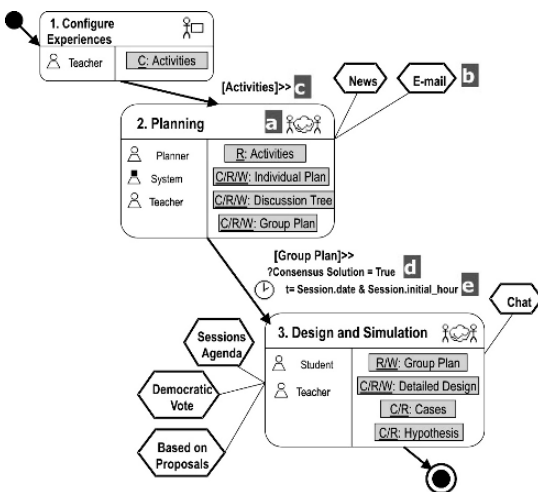 1. Configure
Experiences
Teacher
C: Activities
[Activities]>> c
News
E-mail
b
2. Planning
a
Planner
System
Teacher
R: Activities
C/R/W: Individual Plan
C/R/W: Discussion Tree
C/R/W: Group Plan
[Group Plan]>>
?Consensus Solution = True d
t= Session.date & Session.initial_hour e
Chat
3. Design and Simulation
Student
Teacher
R/W: Group Plan
C/R/W: Detailed Design
C/R: Cases
C/R: Hypothesis
Sessions
Agenda
Democratic
Vote
Based on
Proposals